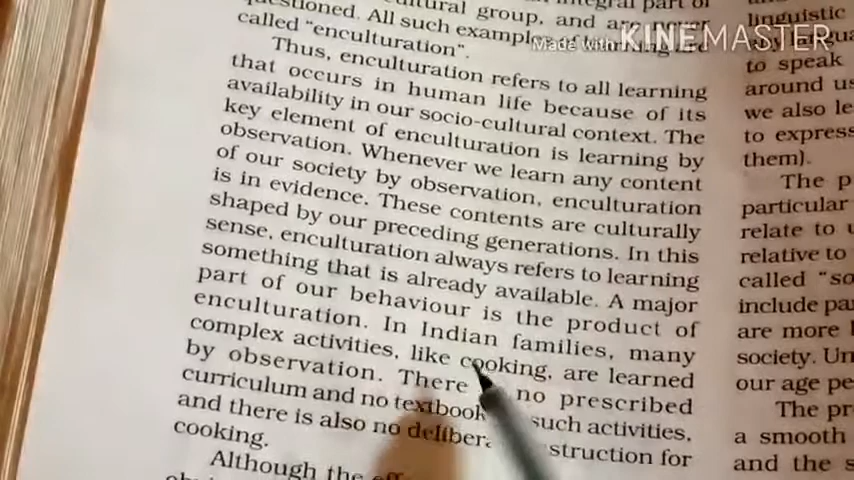 cultural group, and are never
questioned. All such examples of learning are
called "enculturation".
Thus, enculturation refers to all learning
that occurs in human life because of its
availability in our socio-cultural context. The
key element of enculturation is learning by
observation. Whenever we learn any content
of our society by observation, enculturation
is in evidence. These contents are culturally
shaped by our preceding generations. In this
sense, enculturation always refers to learning
something that is already available. A major
part of our behaviour is the product of
enculturation. In Indian families, many
complex activities, like cooking, are learned
by observation. There no prescribed
curriculum and no textbook such activities,
and there is also no struction for
cooking.
Although the
linguistic
to speak
around us
we also le
to express
them).
The p
particular
relate to
relative to
called "so
include pa
are more
society. Un
our age pe
The pr
a smooth
and the s
Made with KINEMASTER